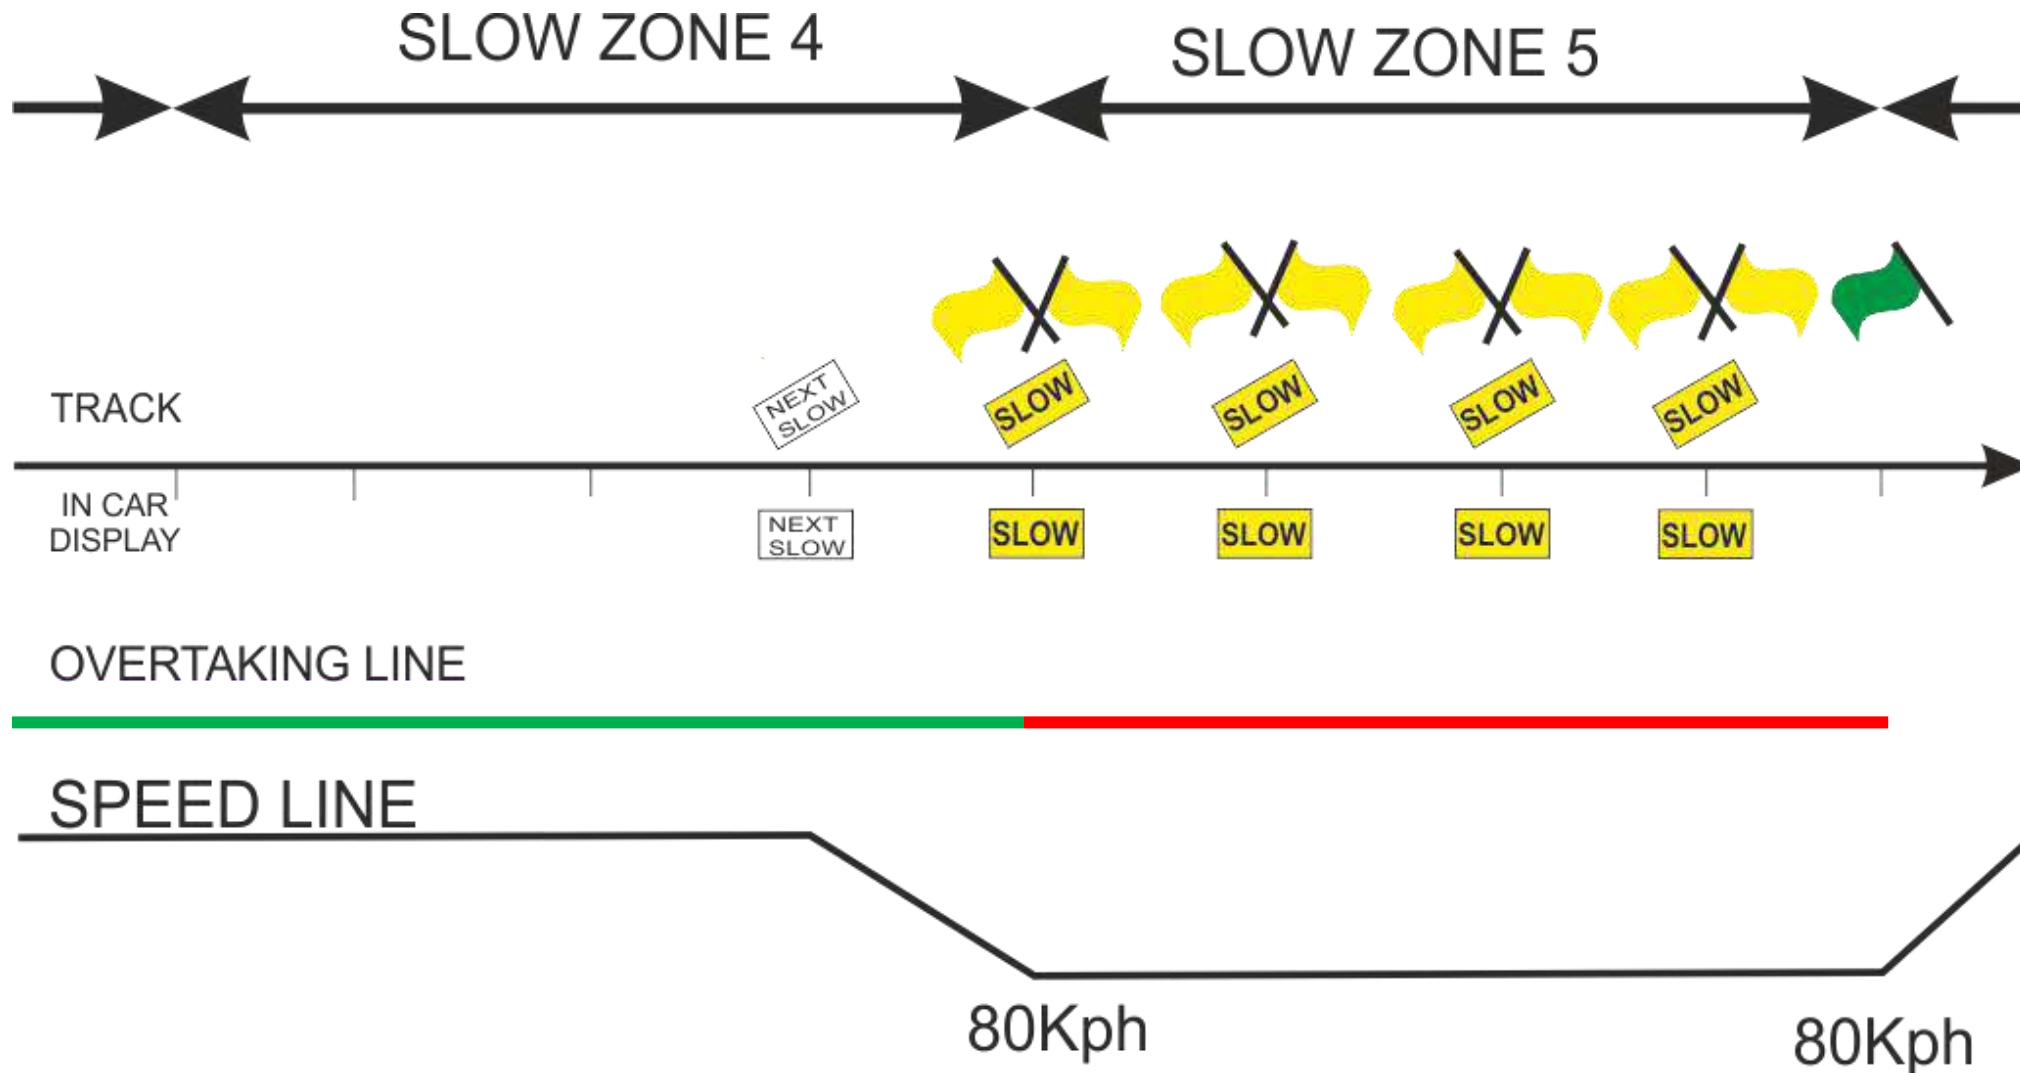 SLOW ZONE 4
SLOW ZONE 5
TRACK
NEXT
SLOW
SLOW
SLOW
SLOW
SLOW
IN CAR
DISPLAY
NEXT
SLOW
SLOW
SLOW
SLOW
SLOW
OVERTAKING LINE
SPEED LINE
80Kph
80Kph